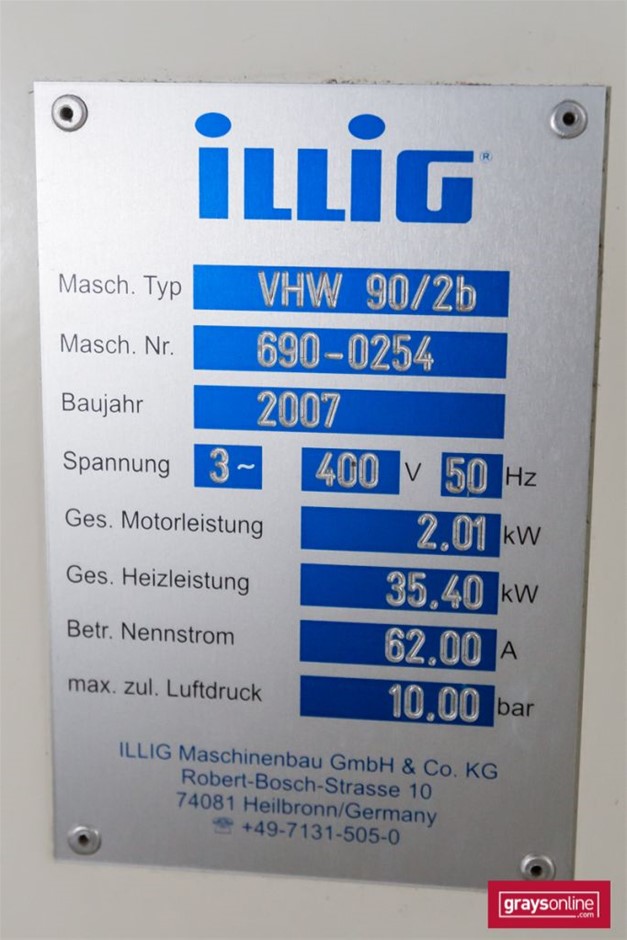 ILLIG®
Masch. Typ VHW 90/2b
Masch. Nr. 690-0254
Baujahr 2007
Spannung 3~ 400 V 50 Hz
Ges. Motorleistung 2.01 kW
Ges. Heizleistung 35.40 kW
Betr. Nennstrom 62.00 A
max. zul. Luftdruck 10.00 bar
ILLIG Maschinenbau GmbH & Co. KG
Robert-Bosch-Strasse 10
74081 Heilbronn/Germany
☏ +49-7131-505-0
graysonline
.com